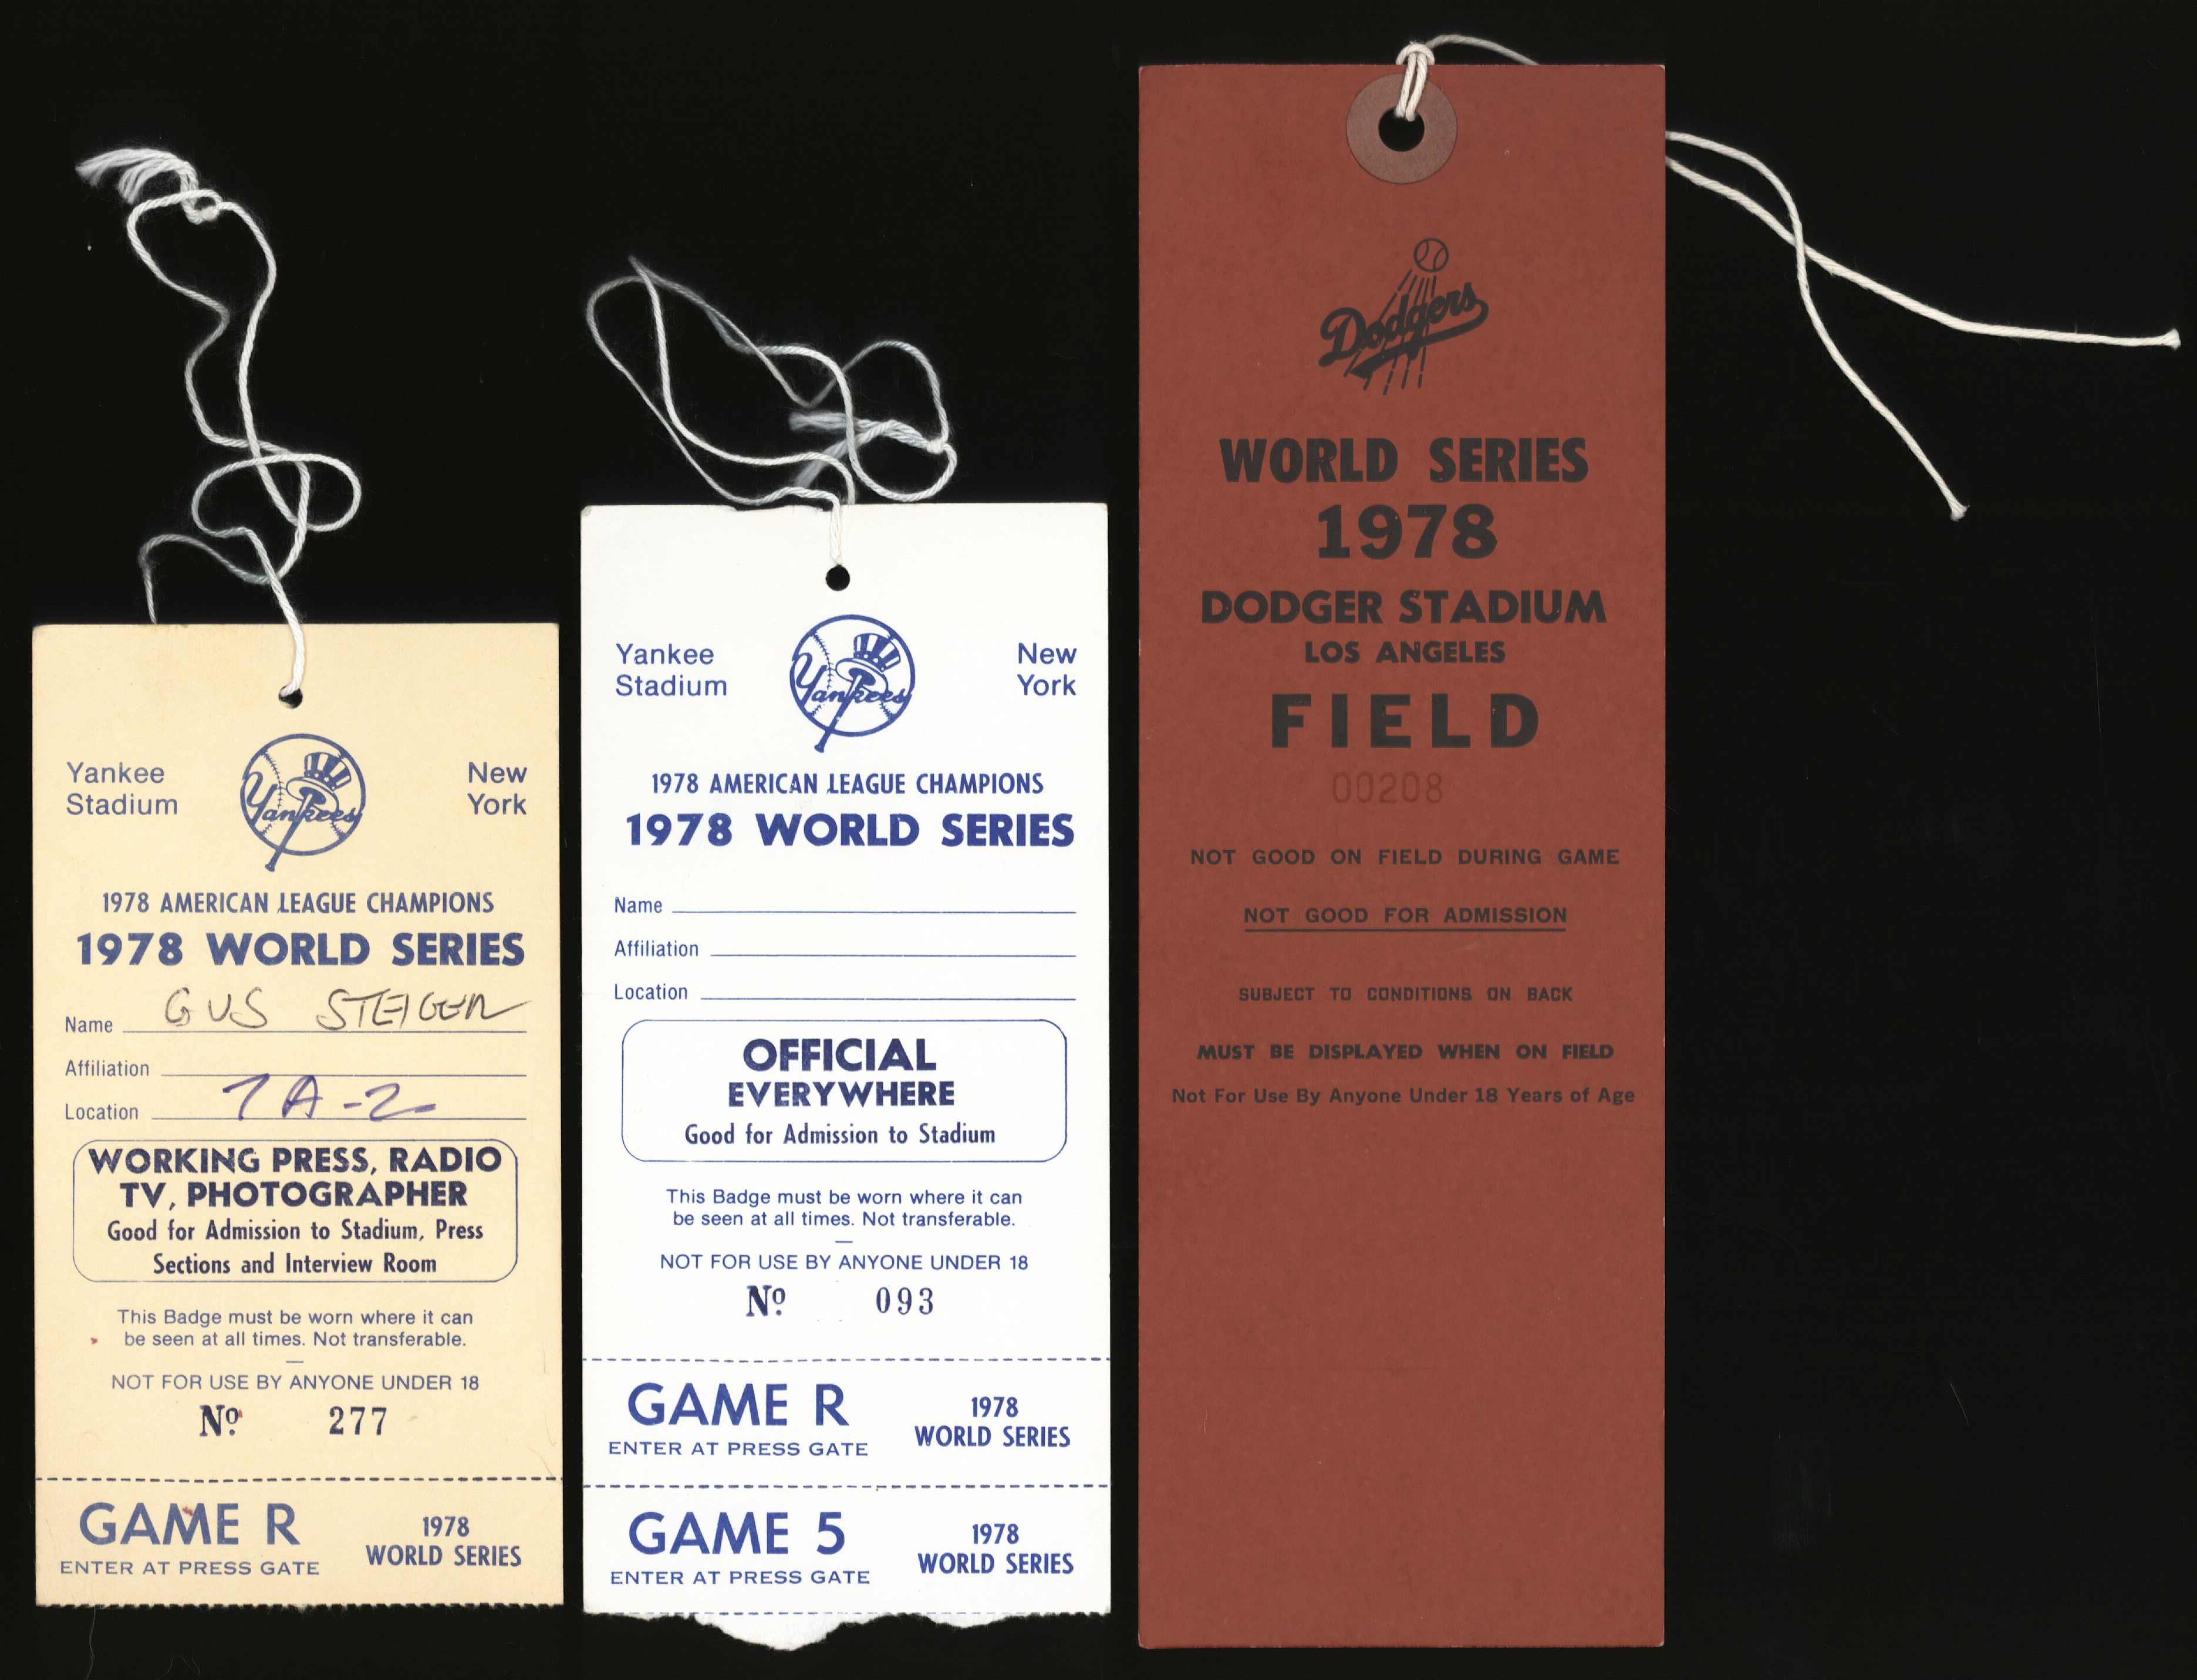 Yankee
Stadium
Yankees
New
York
1978 AMERICAN LEAGUE CHAMPIONS
1978 WORLD SERIES
Name GUS STEIGER
Affiliation
Location 7A-2
WORKING PRESS, RADIO
TV, PHOTOGRAPHER
Good for Admission to Stadium, Press
Sections and Interview Room
This Badge must be worn where it can
be seen at all times. Not transferable.
NOT FOR USE BY ANYONE UNDER 18
Nº 277
GAME R
ENTER AT PRESS GATE
1978
WORLD SERIES
Yankee
Stadium
Yankees
New
York
1978 AMERICAN LEAGUE CHAMPIONS
1978 WORLD SERIES
Name
Affiliation
Location
OFFICIAL
EVERYWHERE
Good for Admission to Stadium
This Badge must be worn where it can
be seen at all times. Not transferable.
NOT FOR USE BY ANYONE UNDER 18
Nº 093
GAME R
ENTER AT PRESS GATE
1978
WORLD SERIES
GAME 5
ENTER AT PRESS GATE
1978
WORLD SERIES
Dodgers
WORLD SERIES
1978
DODGER STADIUM
LOS ANGELES
FIELD
00208
NOT GOOD ON FIELD DURING GAME
NOT GOOD FOR ADMISSION
SUBJECT TO CONDITIONS ON BACK
MUST BE DISPLAYED WHEN ON FIELD
Not For Use By Anyone Under 18 Years of Age